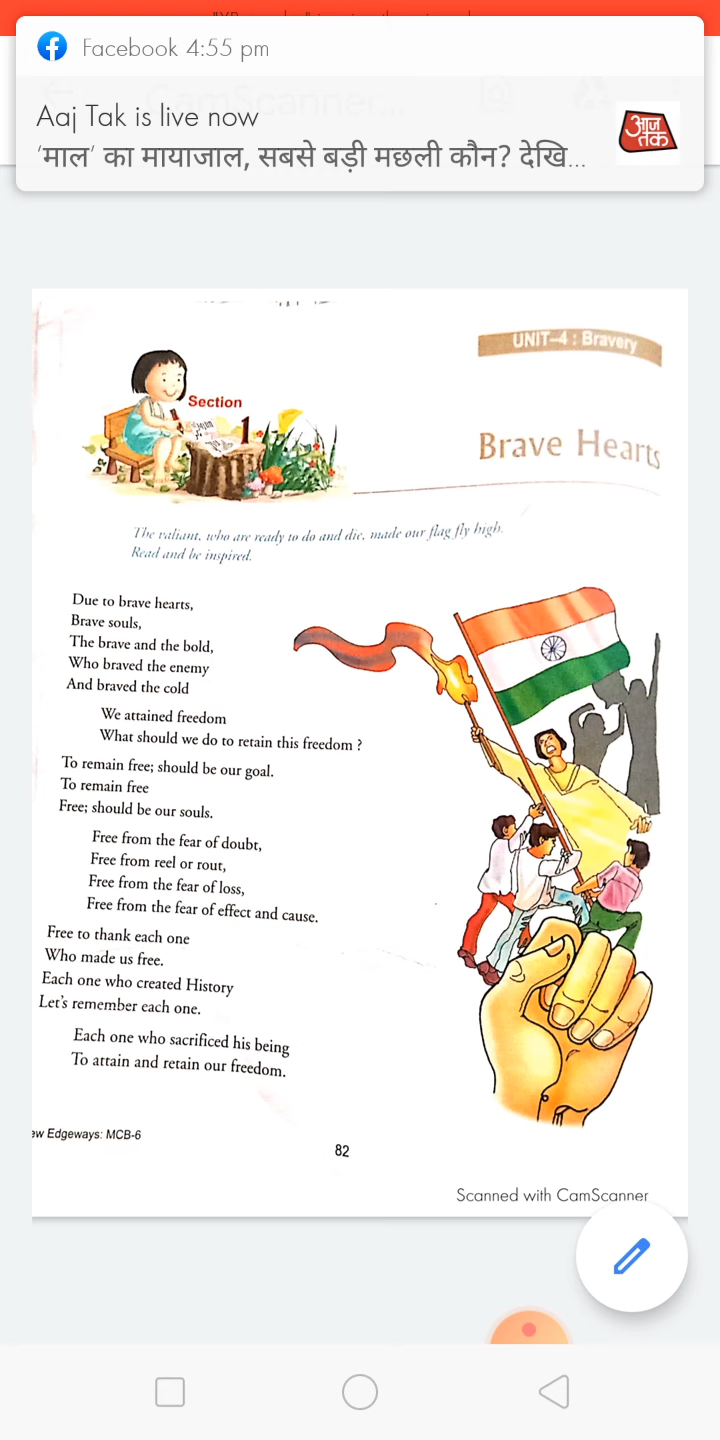 Facebook 4:55 pm
Aaj Tak is live now
'माल' का मायाजाल, सबसे बड़ी मछली कौन? देखि...
आज
तक
CamScanner...
UNIT-4 : Bravery
Section
1
Brave Hearts
The valiant, who are ready to do and die, made our flag fly high.
Read and be inspired.
Due to brave hearts,
Brave souls,
The brave and the bold,
Who braved the enemy
And braved the cold
We attained freedom
What should we do to retain this freedom ?
To remain free; should be our goal.
To remain free
Free; should be our souls.
Free from the fear of doubt,
Free from reel or rout,
Free from the fear of loss,
Free from the fear of effect and cause.
Free to thank each one
Who made us free.
Each one who created History
Let's remember each one.
Each one who sacrificed his being
To attain and retain our freedom.
ew Edgeways: MCB-6
82
Scanned with CamScanner